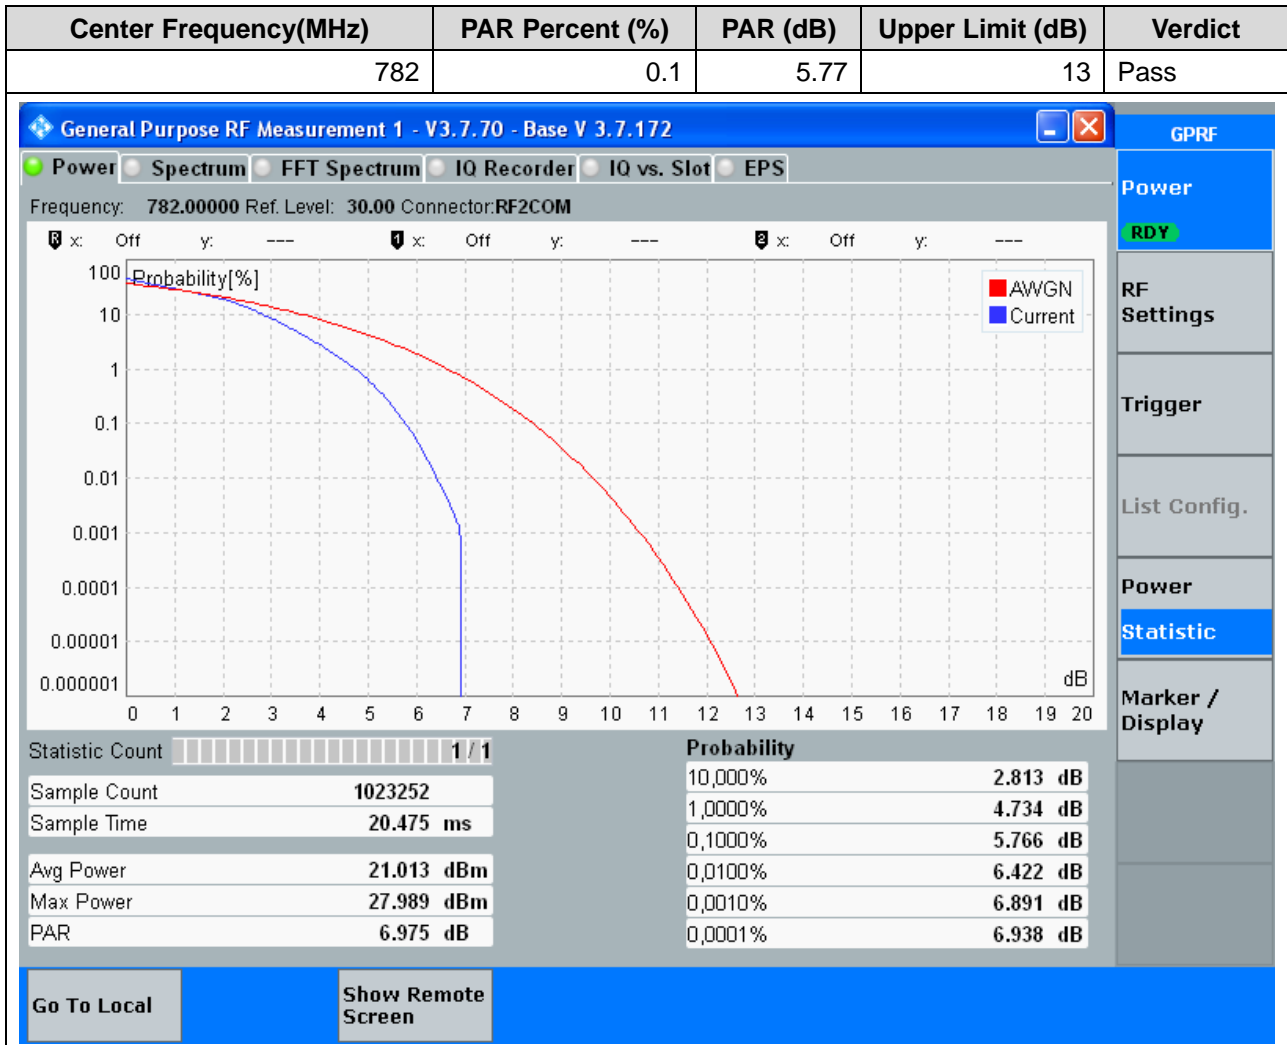 Center Frequency(MHz) PAR Percent (%) PAR (dB) Upper Limit (dB) Verdict
782 0.1 5.77 13 Pass
General Purpose RF Measurement 1 - V3.7.70 - Base V 3.7.172
GPRF
Power Spectrum FFT Spectrum IQ Recorder IQ vs. Slot EPS
Power
RDY
Frequency: 782.00000 Ref. Level: 30.00 Connector:RF2COM
R x: Off y: --- 1 x: Off y: --- 2 x: Off y: ---
Probability[%]
AWGN
Current
100
10
1
0.1
0.01
0.001
0.0001
0.00001
0.000001
dB
0 1 2 3 4 5 6 7 8 9 10 11 12 13 14 15 16 17 18 19 20
RF
Settings
Trigger
List Config.
Power
Statistic
Marker /
Display
Statistic Count 1 / 1
Sample Count 1023252
Sample Time 20.475 ms
Avg Power 21.013 dBm
Max Power 27.989 dBm
PAR 6.975 dB
Probability
10,000% 2.813 dB
1,0000% 4.734 dB
0,1000% 5.766 dB
0,0100% 6.422 dB
0,0010% 6.891 dB
0,0001% 6.938 dB
Go To Local
Show Remote
Screen